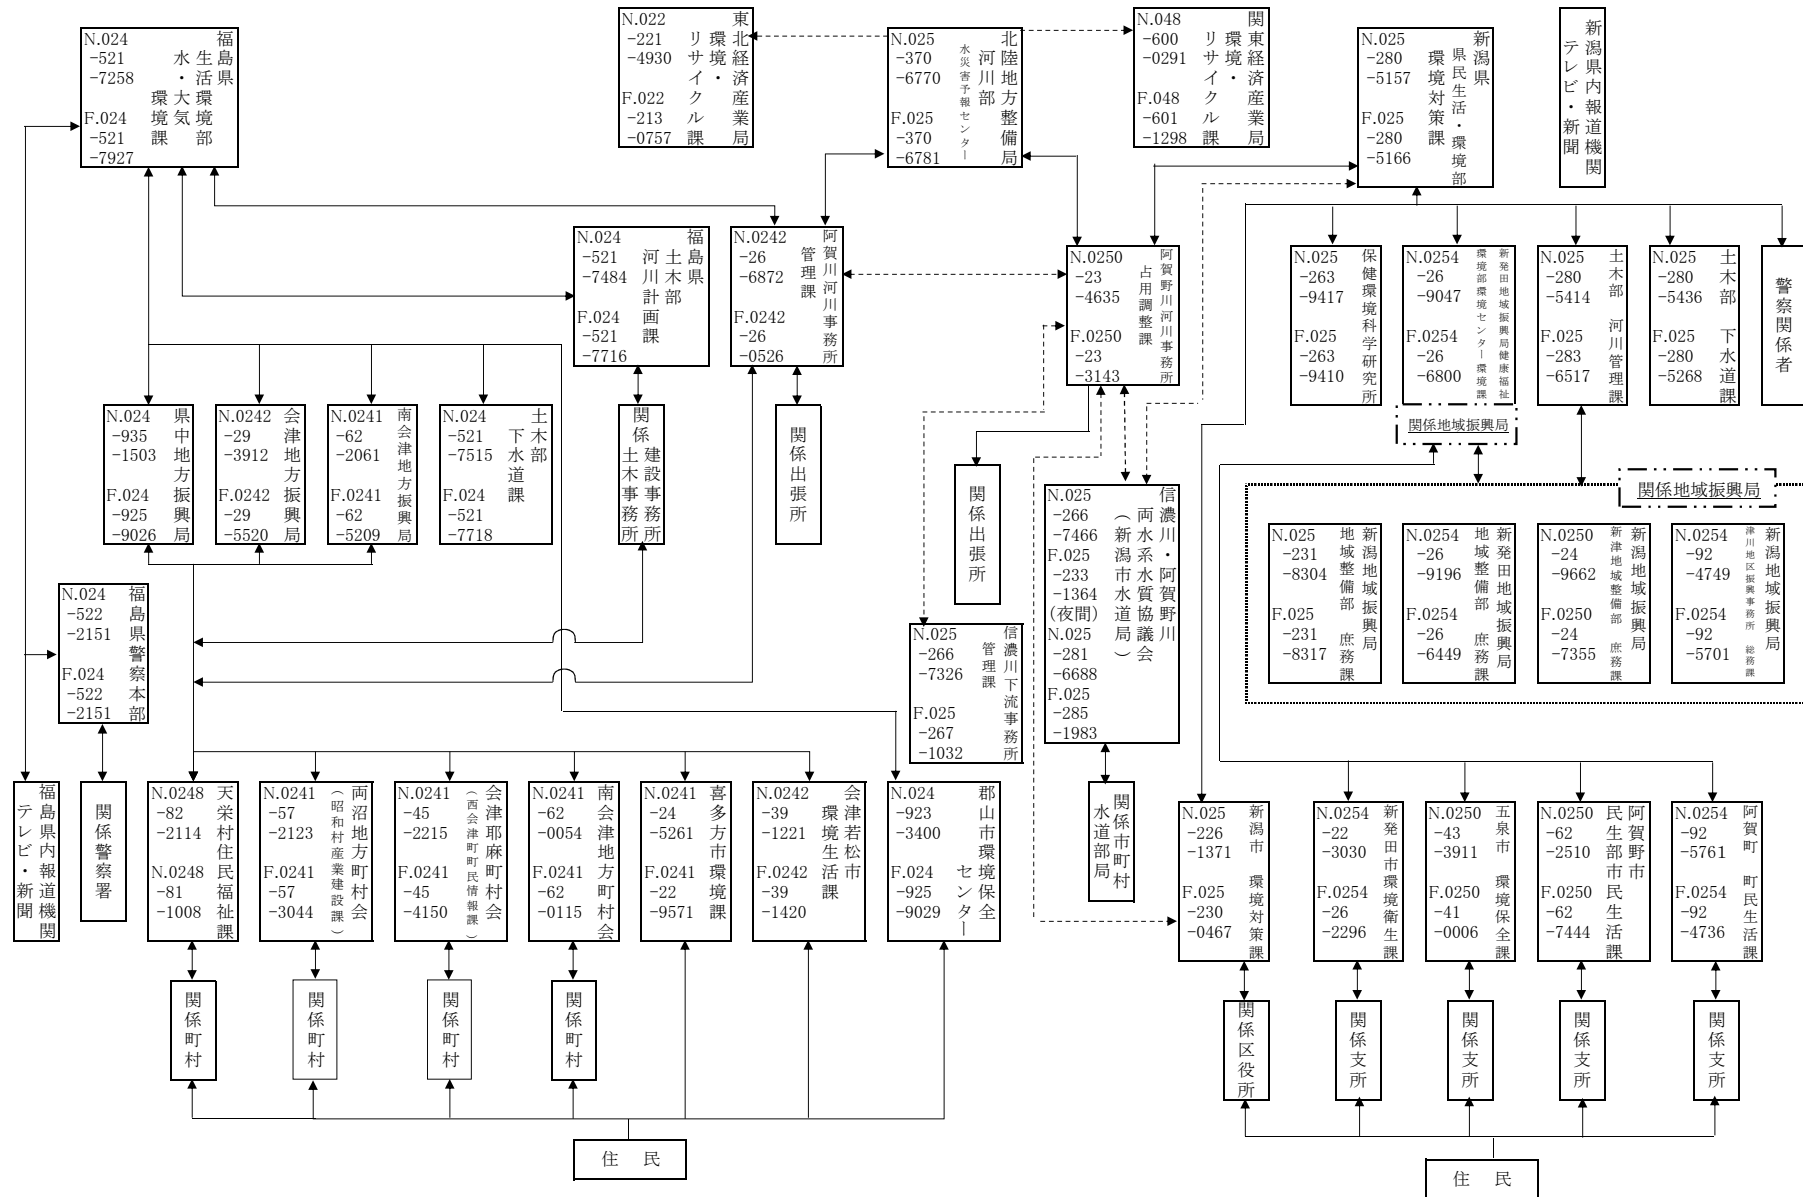 N.024
-521
-7258
F.024
-521
-7927
福島県
生活環境部
水・大気
環境課
N.022
-221
-4930
F.022
-213
-0757
東北経済産業局
環境・
リサイクル課
N.025
-370
-6770
F.025
-370
-6781
北陸地方整備局
河川部
水災害予報センター
N.048
-600
-0291
F.048
-601
-1298
関東経済産業局
環境・
リサイクル課
N.025
-280
-5157
F.025
-280
-5166
新潟県
県民生活・環境部
環境対策課
新潟県内報道機関
テレビ・新聞
N.024
-521
-7484
F.024
-521
-7716
福島県
土木部
河川計画課
N.0242
-26
-6872
F.0242
-26
-0526
阿賀川河川事務所
管理課
N.0250
-23
-4635
F.0250
-23
-3143
阿賀野川河川事務所
占用調整課
N.025
-263
-9417
F.025
-263
-9410
保健環境科学研究所
N.0254
-26
-9047
F.0254
-26
-6800
新発田地域振興局健康福祉
環境部環境センター環境課
関係地域振興局
N.025
-280
-5414
F.025
-283
-6517
土木部 河川管理課
N.025
-280
-5436
F.025
-280
-5268
土木部 下水道課
警察関係者
N.024
-935
-1503
F.024
-925
-9026
県中地方振興局
N.0242
-29
-3912
F.0242
-29
-5520
会津地方振興局
N.0241
-62
-2061
F.0241
-62
-5209
南会津地方振興局
N.024
-521
-7515
F.024
-521
-7718
土木部
下水道課
関係 建設事務所
土木事務所
関係出張所
関係出張所
N.025
-266
-7466
F.025
-233
-1364
(夜間)
N.025
-281
-6688
F.025
-285
-1983
信濃川・阿賀野川
両水系水質協議会
(新潟市水道局)
関係地域振興局
N.025
-231
-8304
F.025
-231
-8317
新潟地域振興局
地域整備部 庶務課
N.0254
-26
-9196
F.0254
-26
-6449
新発田地域振興局
地域整備部 庶務課
N.0250
-24
-9662
F.0250
-24
-7355
新潟地域振興局
新津地域整備部 庶務課
N.0254
-92
-4749
F.0254
-92
-5701
新潟地域振興局
津川地区振興事務所 総務課
N.024
-522
-2151
F.024
-522
-2151
福島県警察本部
N.025
-266
-7326
F.025
-267
-1032
信濃川下流事務所
管理課
福島県内報道機関
テレビ・新聞
関係警察署
N.0248
-82
-2114
N.0248
-81
-1008
天栄村住民福祉課
N.0241
-57
-2123
F.0241
-57
-3044
両沼地方町村会
(昭和村産業建設課)
N.0241
-45
-2215
F.0241
-45
-4150
会津耶麻町村会
(西会津町町民情報課)
N.0241
-62
-0054
F.0241
-62
-0115
南会津地方町村会
N.0241
-24
-5261
F.0241
-22
-9571
喜多方市環境課
N.0242
-39
-1221
F.0242
-39
-1420
会津若松市
環境生活課
N.024
-923
-3400
F.024
-925
-9029
郡山市環境保全
センター
関係市町村
水道部局
N.025
-226
-1371
F.025
-230
-0467
新潟市 環境対策課
N.0254
-22
-3030
F.0254
-26
-2296
新発田市環境衛生課
N.0250
-43
-3911
F.0250
-41
-0006
五泉市 環境保全課
N.0250
-62
-2510
F.0250
-62
-7444
阿賀野市
民生部市民生活課
N.0254
-92
-5761
F.0254
-92
-4736
阿賀町 町民生活課
関係町村
関係町村
関係町村
関係町村
関係区役所
関係支所
関係支所
関係支所
関係支所
住 民
住 民